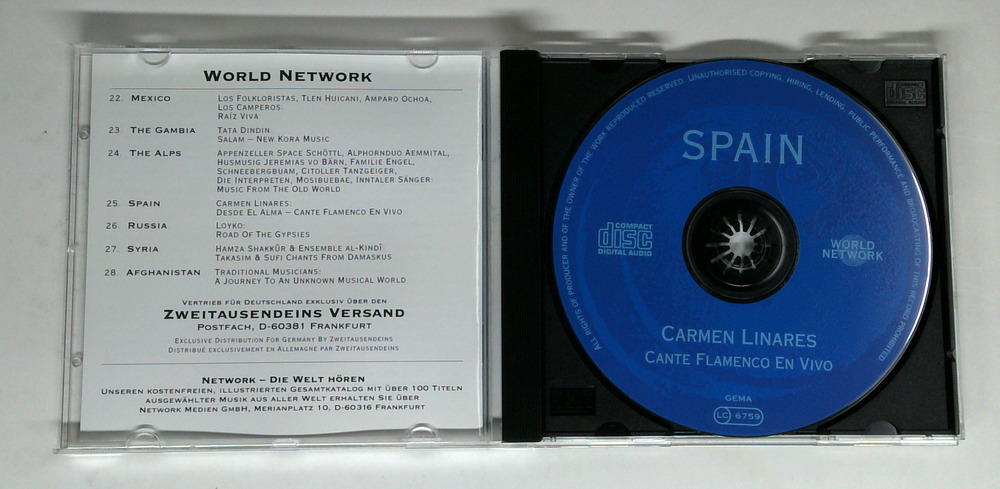 WORLD NETWORK
22. MEXICO LOS FOLKLORISTAS, TLEN HUICANI, AMPARO OCHOA,
LOS CAMPEROS:
RAÍZ VIVA
23. THE GAMBIA TATA DINDIN
SALAM – NEW KORA MUSIC
24. THE ALPS APPENZELLER SPACE SCHÖTTL, ALPHORNDUO AEMMITAL,
HUSMUSIG JEREMIAS VO BÄRN, FAMILIE ENGEL,
SCHNEEBERGBUAM, CITOLLER TANZGEIGER,
DIE INTERPRETEN, MOSIBUEBAE, INNTALER SÄNGER:
MUSIC FROM THE OLD WORLD
25. SPAIN CARMEN LINARES:
DESDE EL ALMA – CANTE FLAMENCO EN VIVO
26. RUSSIA LOYKO:
ROAD OF THE GYPSIES
27. SYRIA HAMZA SHAKKÛR & ENSEMBLE AL-KINDÎ
TAKASIM & SUFI CHANTS FROM DAMASKUS
28. AFGHANISTAN TRADITIONAL MUSICIANS:
A JOURNEY TO AN UNKNOWN MUSICAL WORLD
VERTRIEB FÜR DEUTSCHLAND EXKLUSIV ÜBER DEN
ZWEITAUSENDEINS VERSAND
POSTFACH, D-60381 FRANKFURT
EXCLUSIVE DISTRIBUTION FOR GERMANY BY ZWEITAUSENDEINS
DISTRIBUÉ EXCLUSIVEMENT EN ALLEMAGNE PAR ZWEITAUSENDEINS
NETWORK – DIE WELT HÖREN
UNSEREN KOSTENFREIEN, ILLUSTRIERTEN GESAMTKATALOG MIT ÜBER 100 TITELN
AUSGEWÄHLTER MUSIK AUS ALLER WELT ERHALTEN SIE ÜBER
NETWORK MEDIEN GMBH, MERIANPLATZ 10, D-60316 FRANKFURT
ALL RIGHTS OF PRODUCER AND OF THE OWNER OF THE WORK REPRODUCED RESERVED. UNAUTHORISED COPYING, HIRING, LENDING, PUBLIC PERFORMANCE AND BROADCASTING OF THIS RECORD PROHIBITED
SPAIN
COMPACT
disc
DIGITAL AUDIO
WORLD
NETWORK
CARMEN LINARES
CANTE FLAMENCO EN VIVO
GEMA
LC 6759
disc